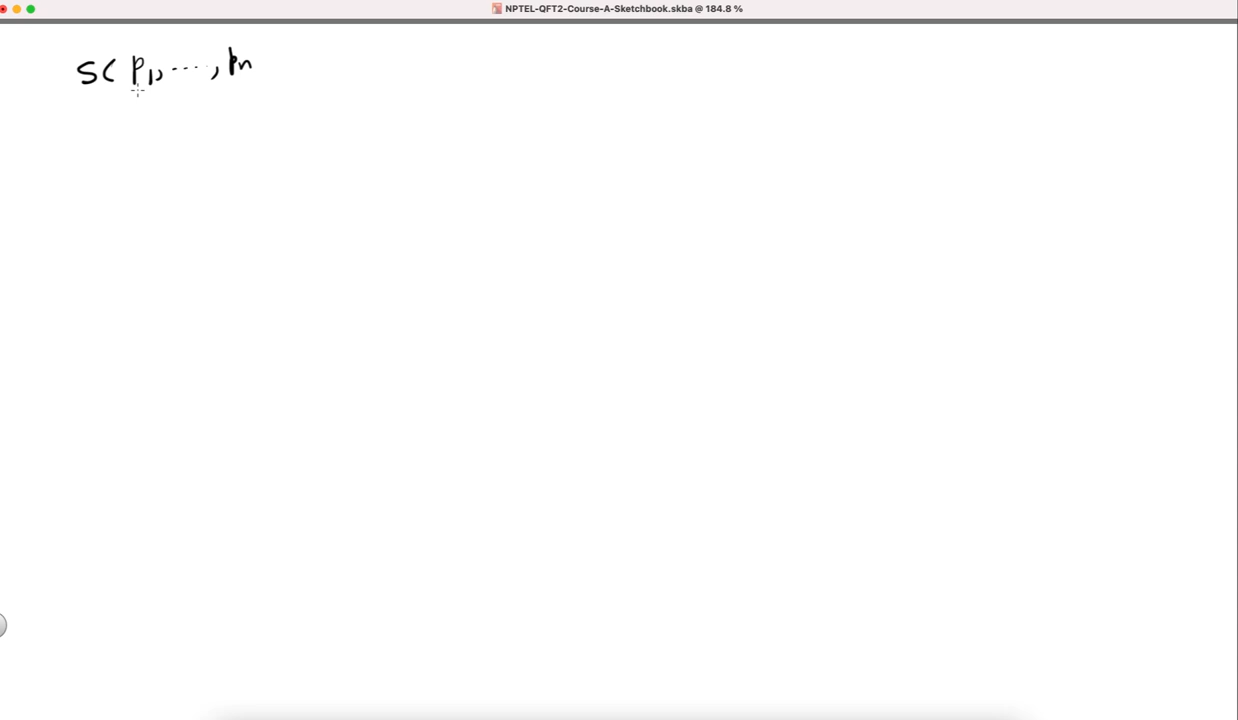 NPTEL-QFT2-Course-A-Sketchbook.skba @ 184.8 %
S( p1, ...., pn